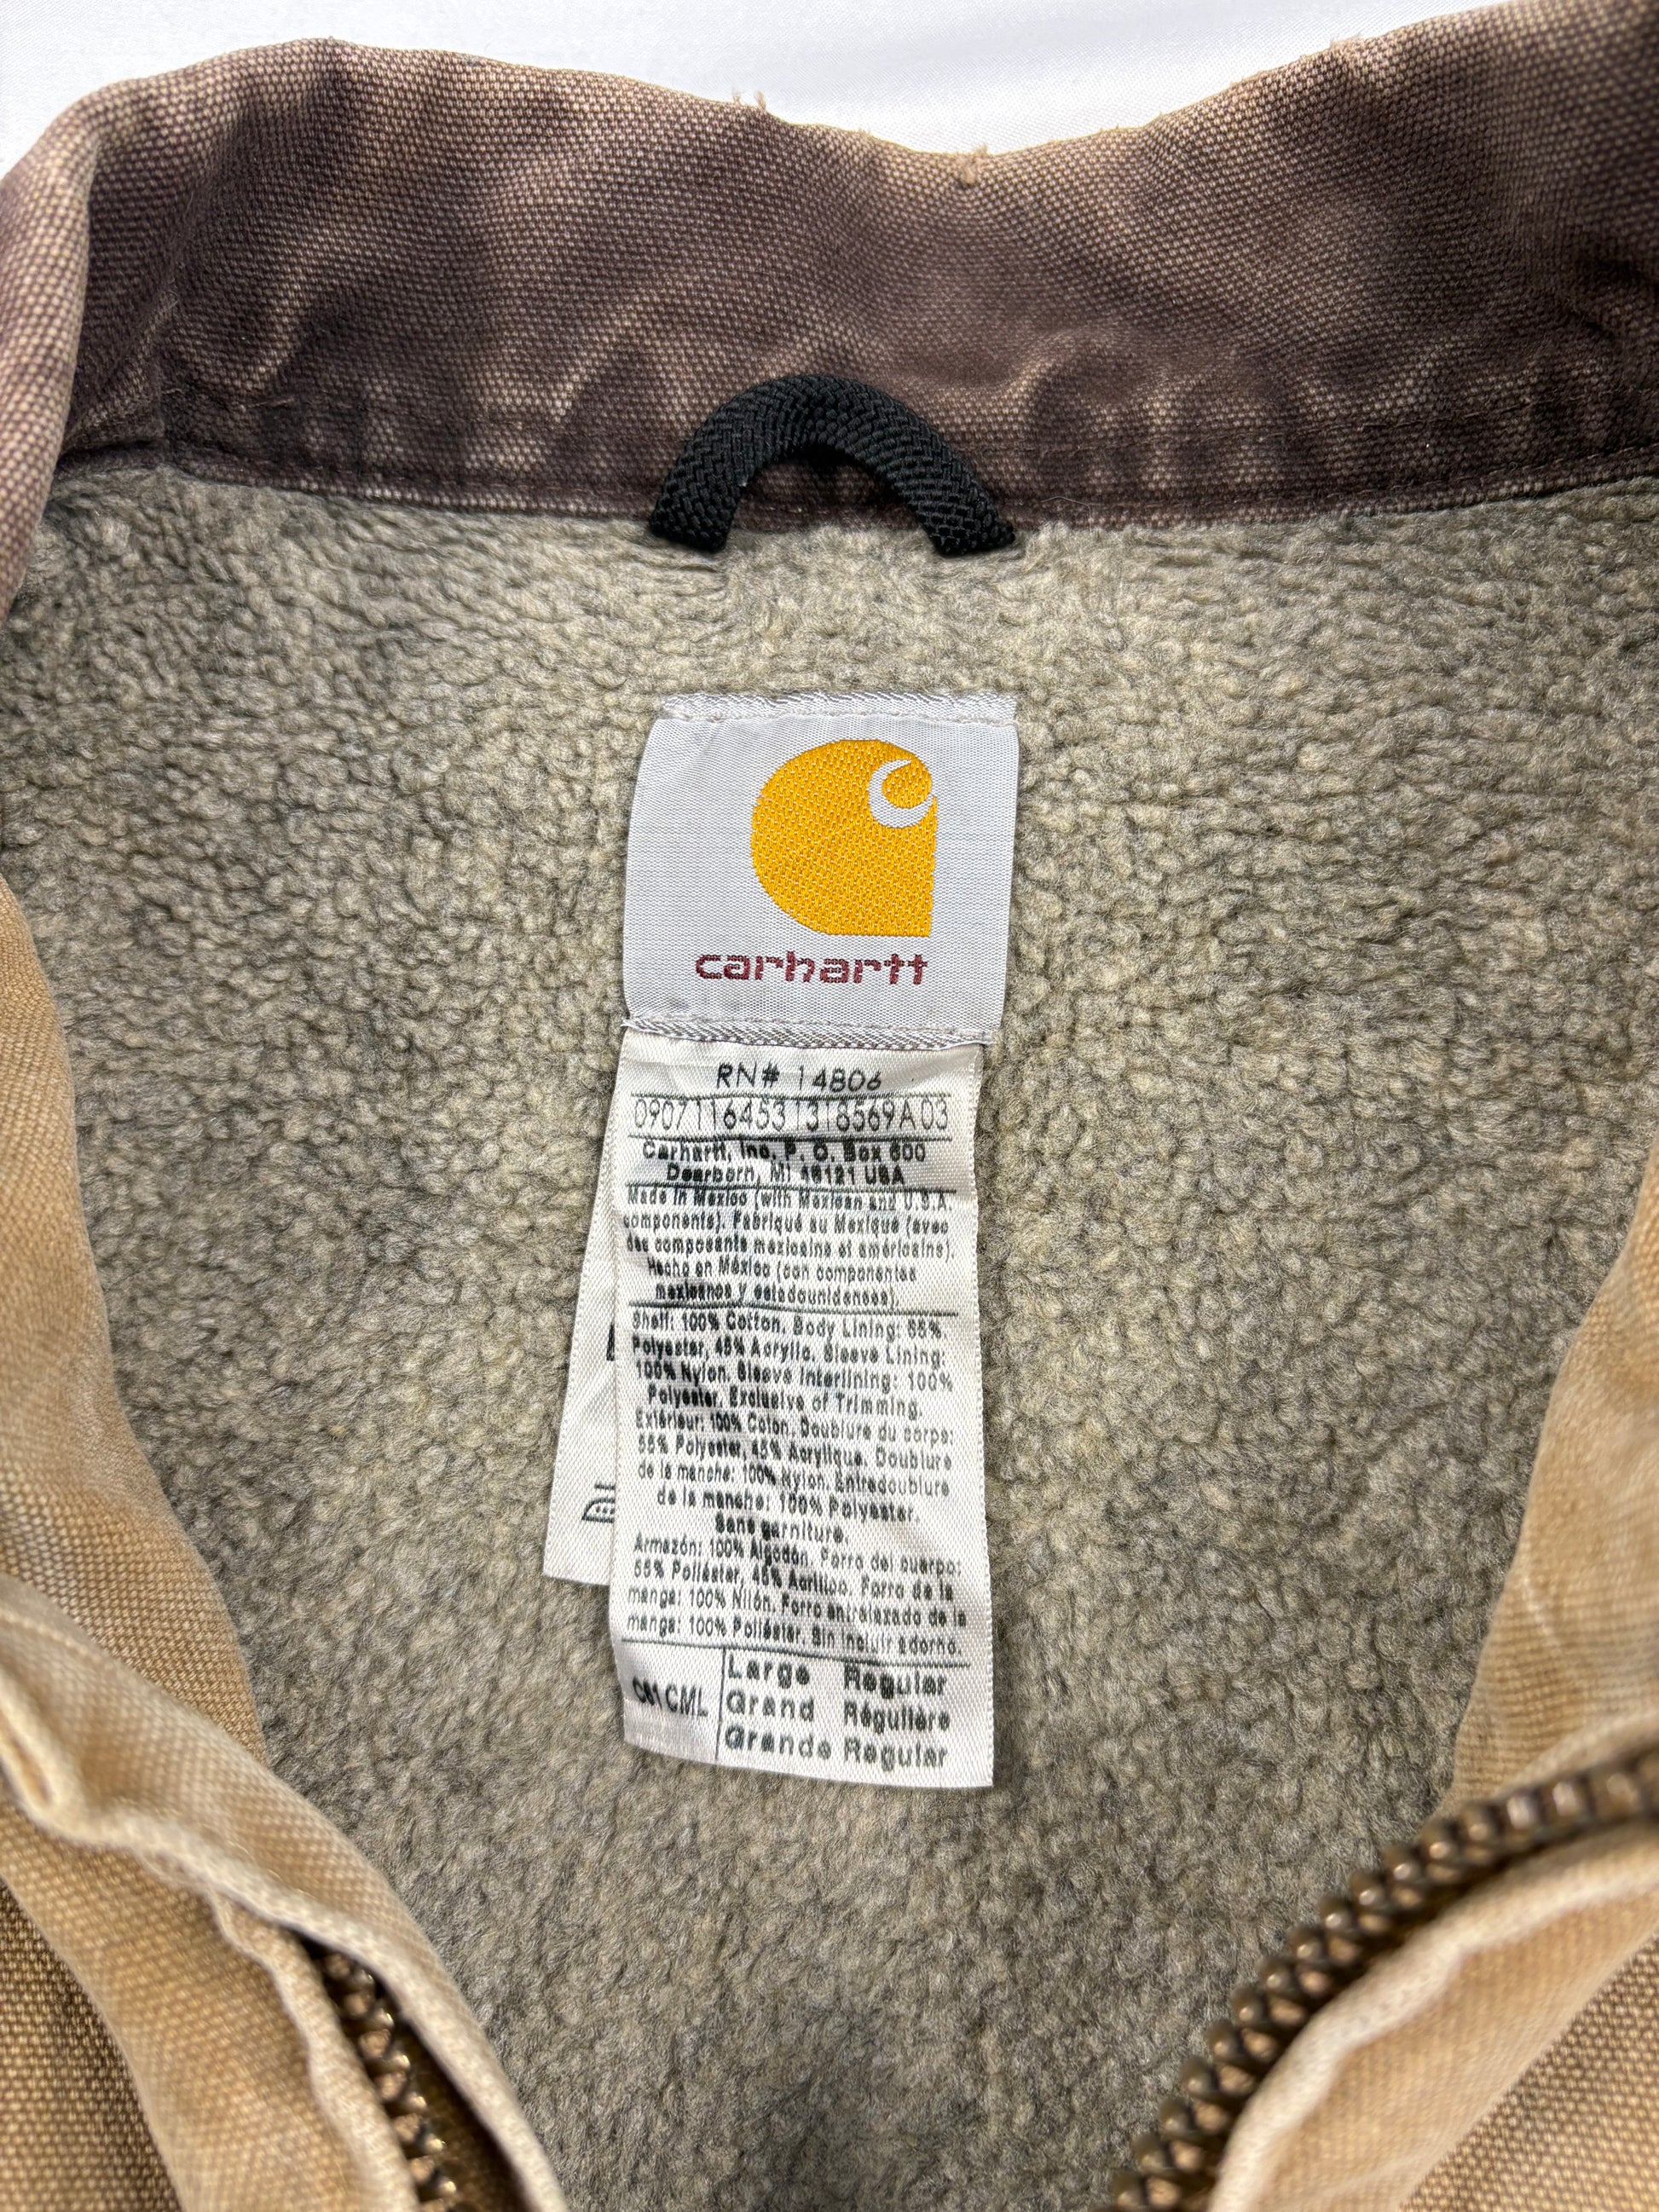 carhartt
RN# 14806
0907116453 1318569A03
Carhartt, Inc. P. O. Box 600
Dearborn, MI 48121 USA
Made in Mexico (with Mexican and U.S.A.
components). Fabriqué au Mexique (avec
des composants mexicains et américains).
Hecho en México (con componentes
mexicanos y estadounidenses).
Shell: 100% Cotton. Body Lining: 55%
Polyester, 45% Acrylic. Sleeve Lining:
100% Nylon. Sleeve Interlining: 100%
Polyester. Exclusive of Trimming.
Extérieur: 100% Coton. Doublure du corps:
55% Polyester, 45% Acrylique. Doublure
de la manche: 100% Nylon. Entredoublure
de la manche: 100% Polyester.
Sans garniture.
Armazón: 100% Algodón. Forro del cuerpo:
55% Poliéster, 45% Acrílico. Forro de la
manga: 100% Nilón. Forro entrelazado de la
manga: 100% Poliéster. Sin incluir adorno.
CML
Large Regular
Grand Régulière
Grande Regular